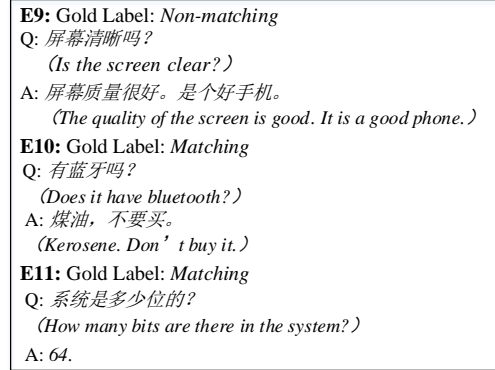 E9: Gold Label: Non-matching
Q: 屏幕清晰吗？
（Is the screen clear?）
A: 屏幕质量很好。是个好手机。
（The quality of the screen is good. It is a good phone.）
E10: Gold Label: Matching
Q: 有蓝牙吗？
（Does it have bluetooth?）
A: 煤油，不要买。
（Kerosene. Don’t buy it.）
E11: Gold Label: Matching
Q: 系统是多少位的？
（How many bits are there in the system?）
A: 64.